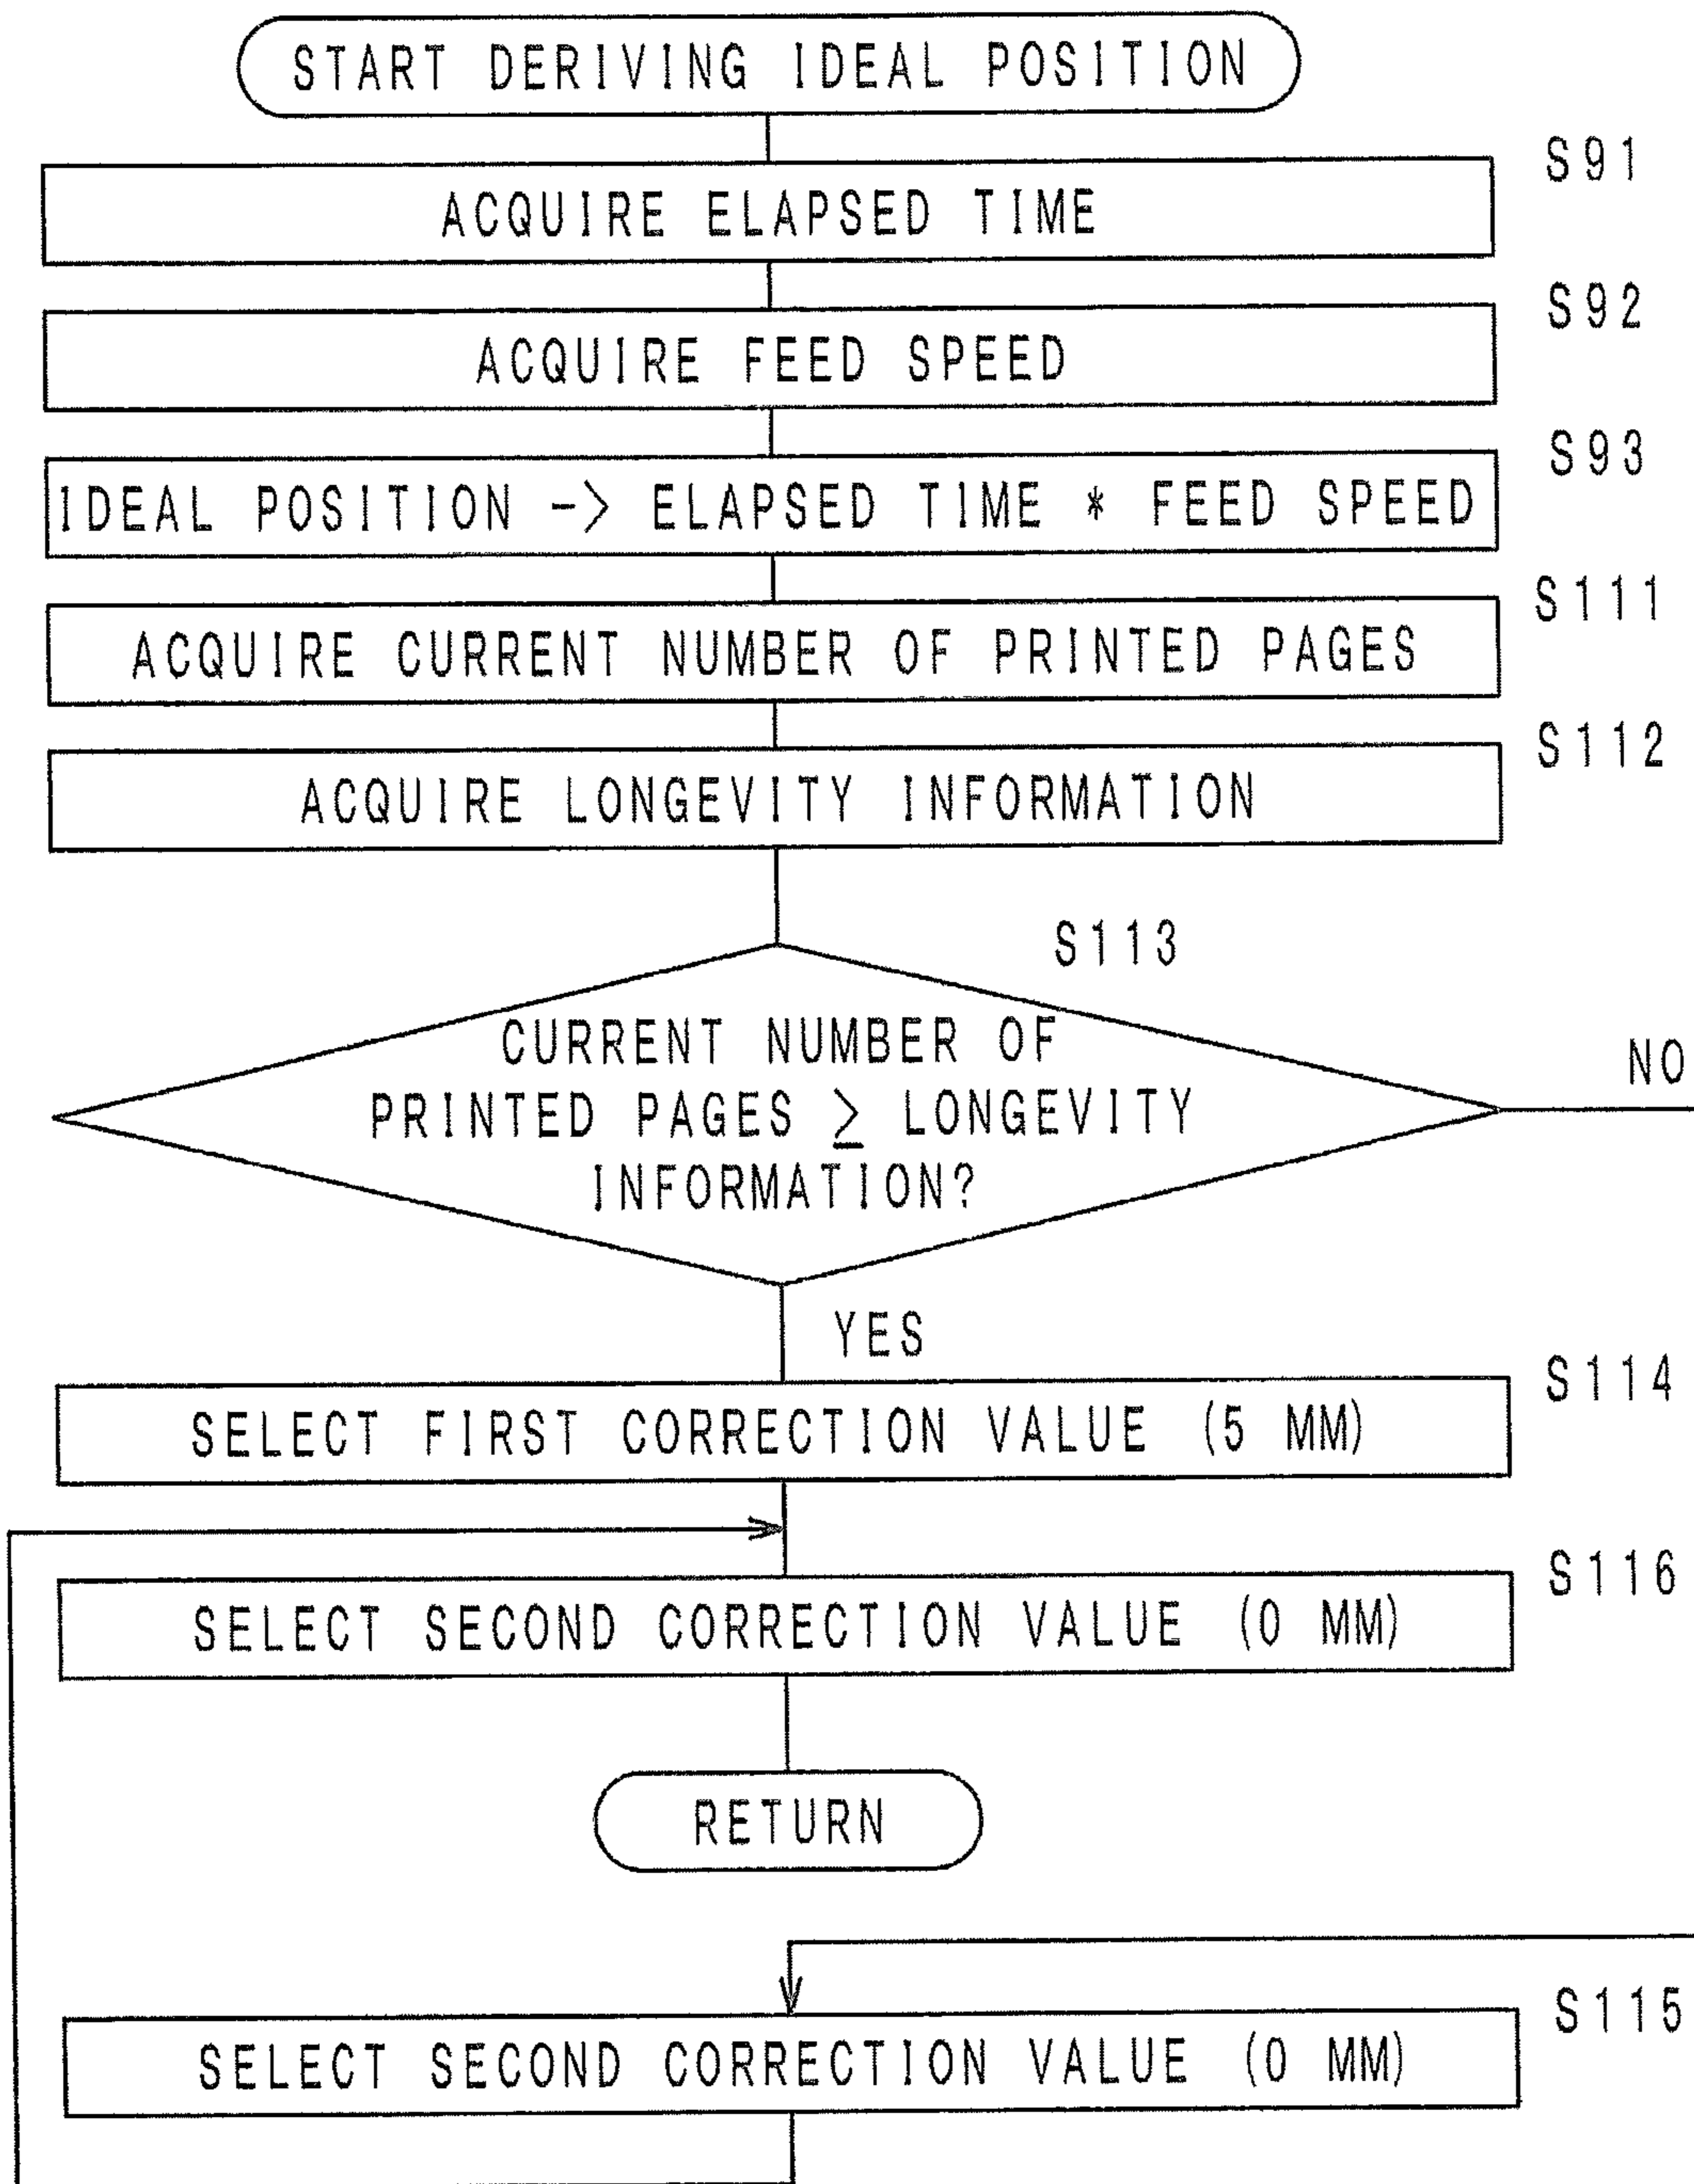 START DERIVING IDEAL POSITION
S91
ACQUIRE ELAPSED TIME
S92
ACQUIRE FEED SPEED
S93
IDEAL POSITION -> ELAPSED TIME * FEED SPEED
S111
ACQUIRE CURRENT NUMBER OF PRINTED PAGES
S112
ACQUIRE LONGEVITY INFORMATION
S113
CURRENT NUMBER OF
PRINTED PAGES ≥ LONGEVITY
INFORMATION?
NO
YES
S114
SELECT FIRST CORRECTION VALUE (5 MM)
S116
SELECT SECOND CORRECTION VALUE (0 MM)
RETURN
S115
SELECT SECOND CORRECTION VALUE (0 MM)